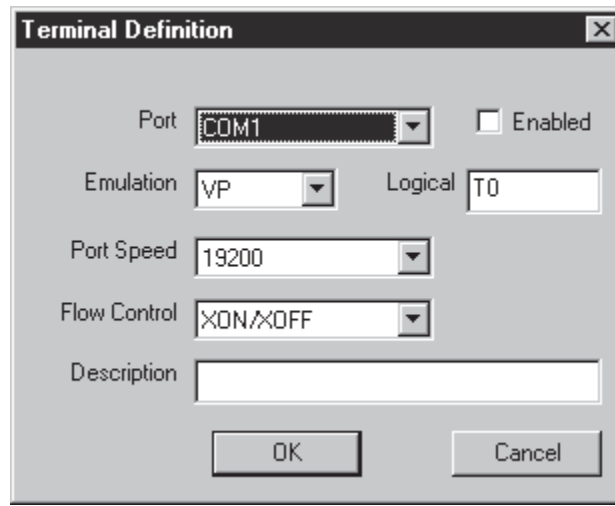 Terminal Definition
Port COM1 Enabled
Emulation VP Logical T0
Port Speed 19200
Flow Control XON/XOFF
Description
OK Cancel